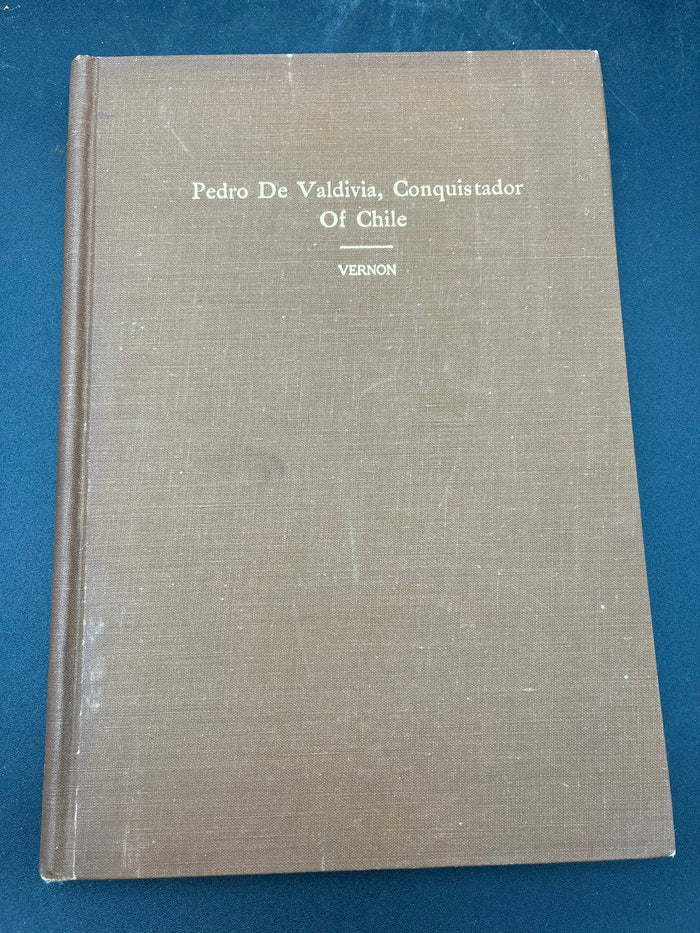 Pedro De Valdivia, Conquistador
Of Chile
VERNON